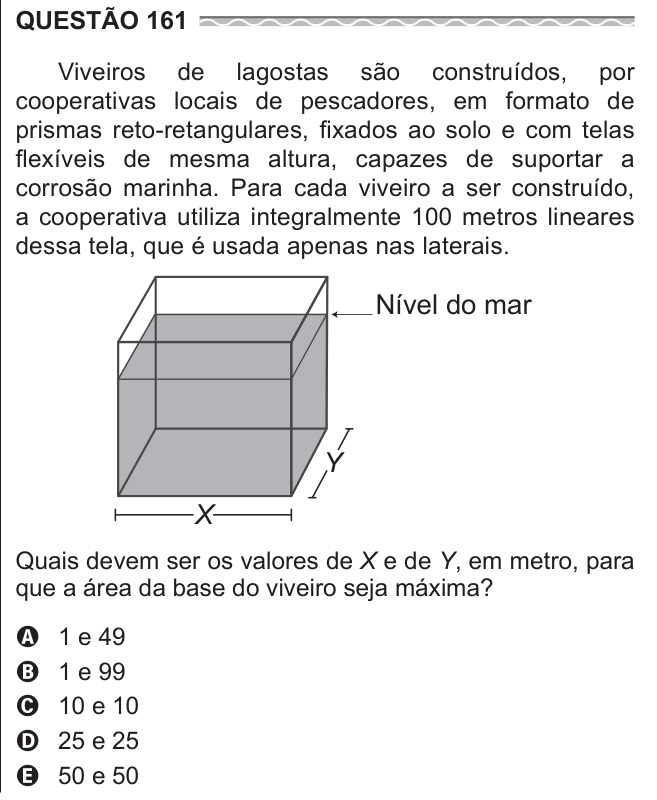 QUESTÃO 161
Viveiros de lagostas são construídos, por
cooperativas locais de pescadores, em formato de
prismas reto-retangulares, fixados ao solo e com telas
flexíveis de mesma altura, capazes de suportar a
corrosão marinha. Para cada viveiro a ser construído,
a cooperativa utiliza integralmente 100 metros lineares
dessa tela, que é usada apenas nas laterais.
Nível do mar
Y
X
Quais devem ser os valores de X e de Y, em metro, para
que a área da base do viveiro seja máxima?
A 1 e 49
B 1 e 99
C 10 e 10
D 25 e 25
E 50 e 50